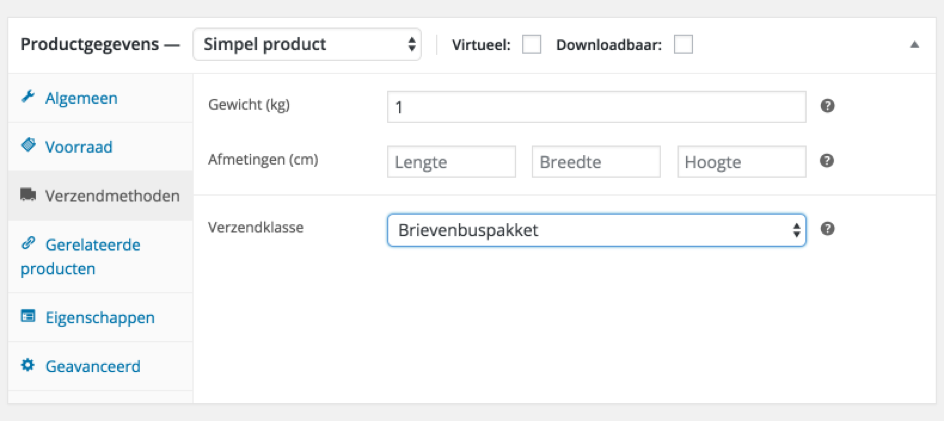 Productgegevens — Simpel product Virtueel: Downloadbaar:
Algemeen
Voorraad
Verzendmethoden
Gerelateerde
producten
Eigenschappen
Geavanceerd
Gewicht (kg) 1
Afmetingen (cm) Lengte Breedte Hoogte
Verzendklasse Brievenbuspakket